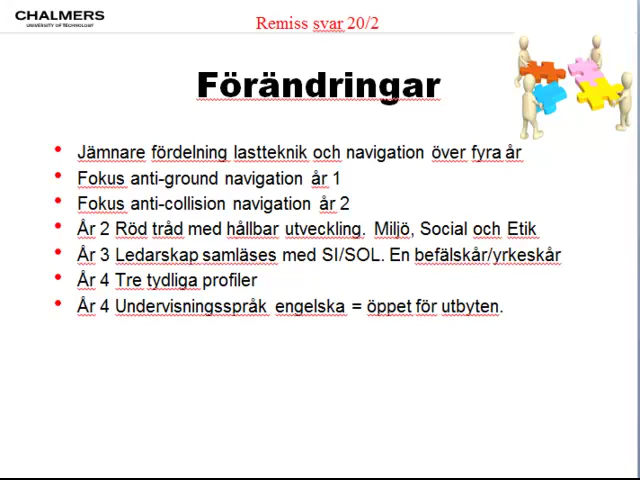 CHALMERS
UNIVERSITY OF TECHNOLOGY
Remiss svar 20/2
Förändringar
• Jämnare fördelning lastteknik och navigation över fyra år
• Fokus anti-ground navigation år 1
• Fokus anti-collision navigation år 2
• År 2 Röd tråd med hållbar utveckling. Miljö, Social och Etik
• År 3 Ledarskap samläses med SI/SOL. En befälskår/yrkeskår
• År 4 Tre tydliga profiler
• År 4 Undervisningsspråk engelska = öppet för utbyten.